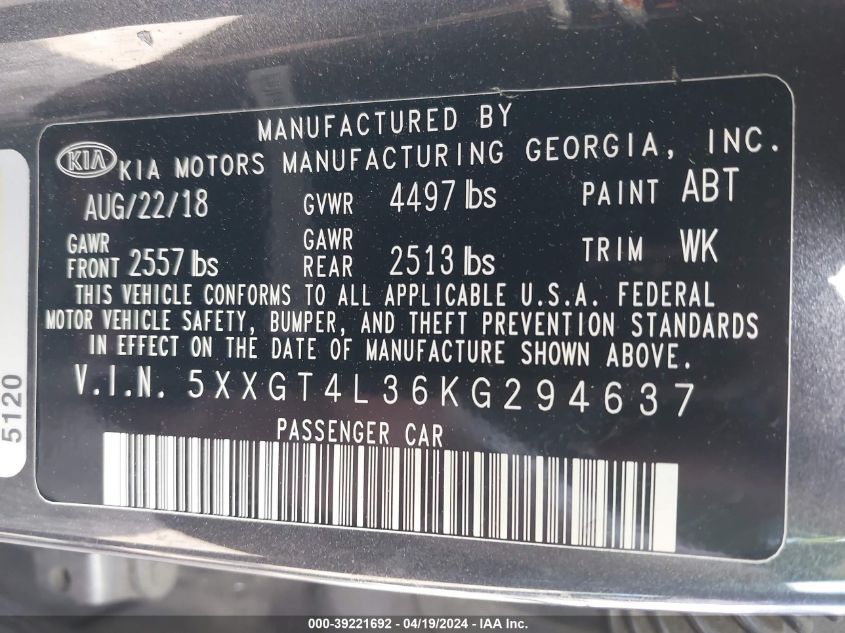 MANUFACTURED BY
KIA KIA MOTORS MANUFACTURING GEORGIA, INC.
AUG/22/18 GVWR 4497 lbs PAINT ABT
GAWR FRONT 2557 lbs GAWR REAR 2513 lbs TRIM WK
THIS VEHICLE CONFORMS TO ALL APPLICABLE U.S.A. FEDERAL
MOTOR VEHICLE SAFETY, BUMPER, AND THEFT PREVENTION STANDARDS
IN EFFECT ON THE DATE OF MANUFACTURE SHOWN ABOVE.
V.I.N. 5XXGT4L36KG294637
PASSENGER CAR
5120
000-39221692 - 04/19/2024 - IAA Inc.